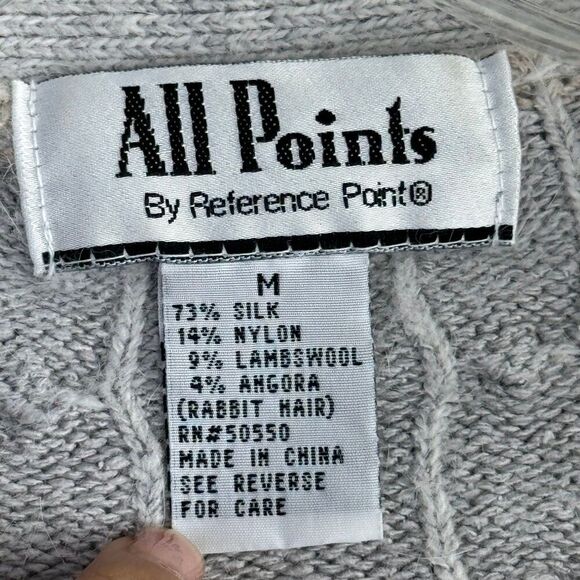 All Points
By Reference Point®
M
73% SILK
14% NYLON
9% LAMBSWOOL
4% ANGORA
(RABBIT HAIR)
RN#50550
MADE IN CHINA
SEE REVERSE
FOR CARE